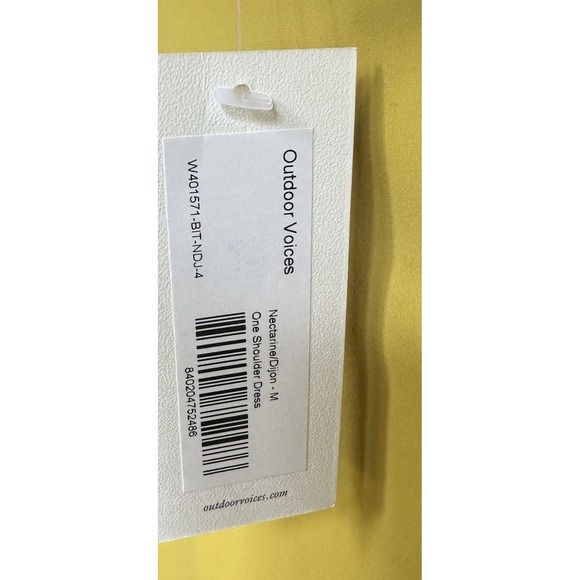 Outdoor Voices
Nectarine/Dijon - M
One Shoulder Dress
W401571-BIT-NDJ-4
840204752486
outdoorvoices.com